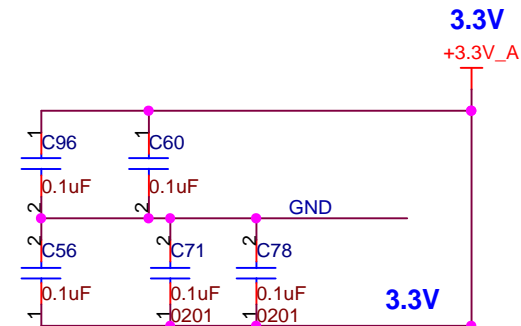 3.3V
+3.3V_A
1 C96 1 C60
0.1uF 0.1uF
2 2 GND
2 C56 2 C71 2 C78
0.1uF 0.1uF 0.1uF 3.3V
1 1 0201 1 0201